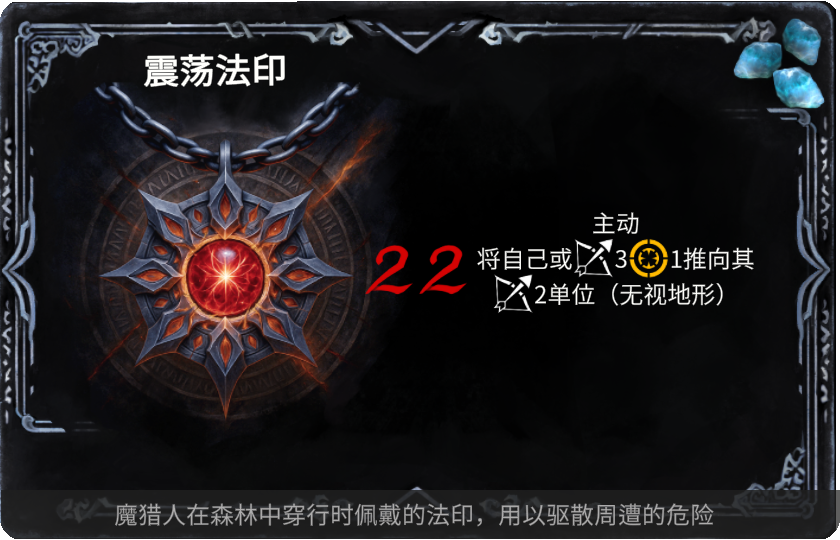 震荡法印
22
主动
将自己或3 1推向其
2单位（无视地形）
魔猎人在森林中穿行时佩戴的法印，用以驱散周遭的危险